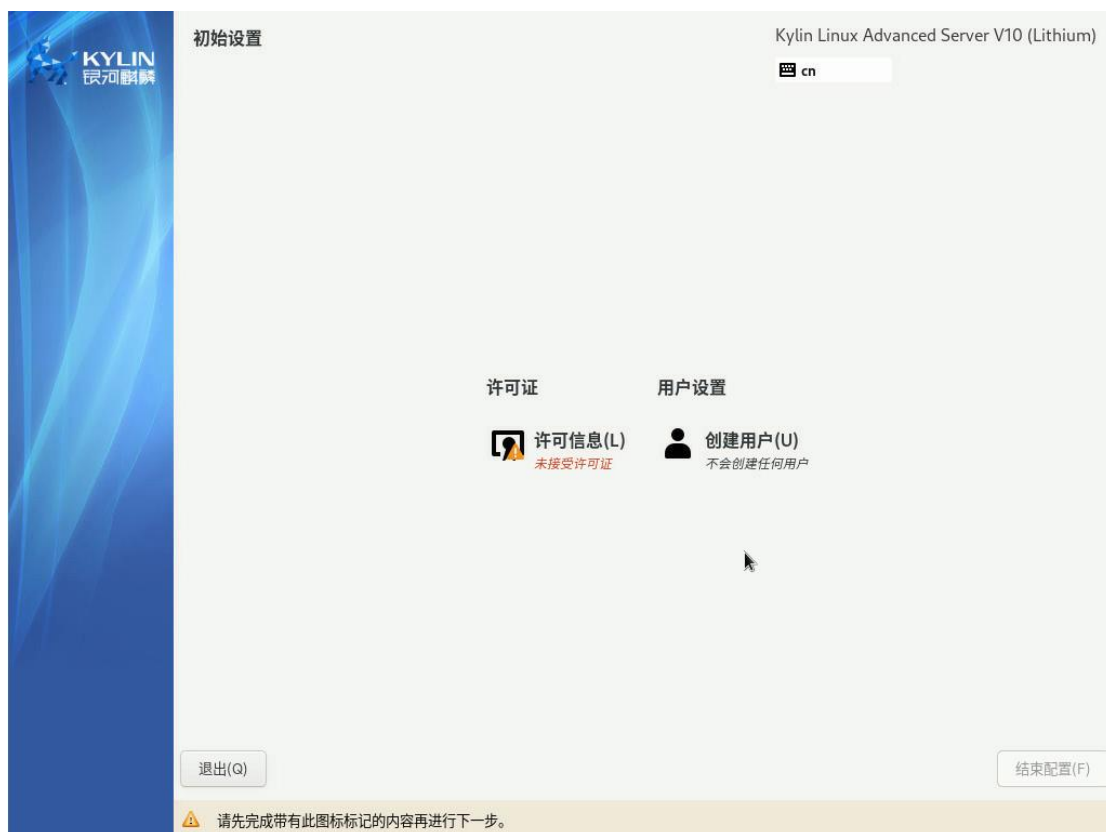 KYLIN
银河麒麟
初始设置
Kylin Linux Advanced Server V10 (Lithium)
cn
许可证
用户设置
许可信息(L)
未接受许可证
创建用户(U)
不会创建任何用户
退出(Q)
结束配置(F)
请先完成带有此图标标记的内容再进行下一步。